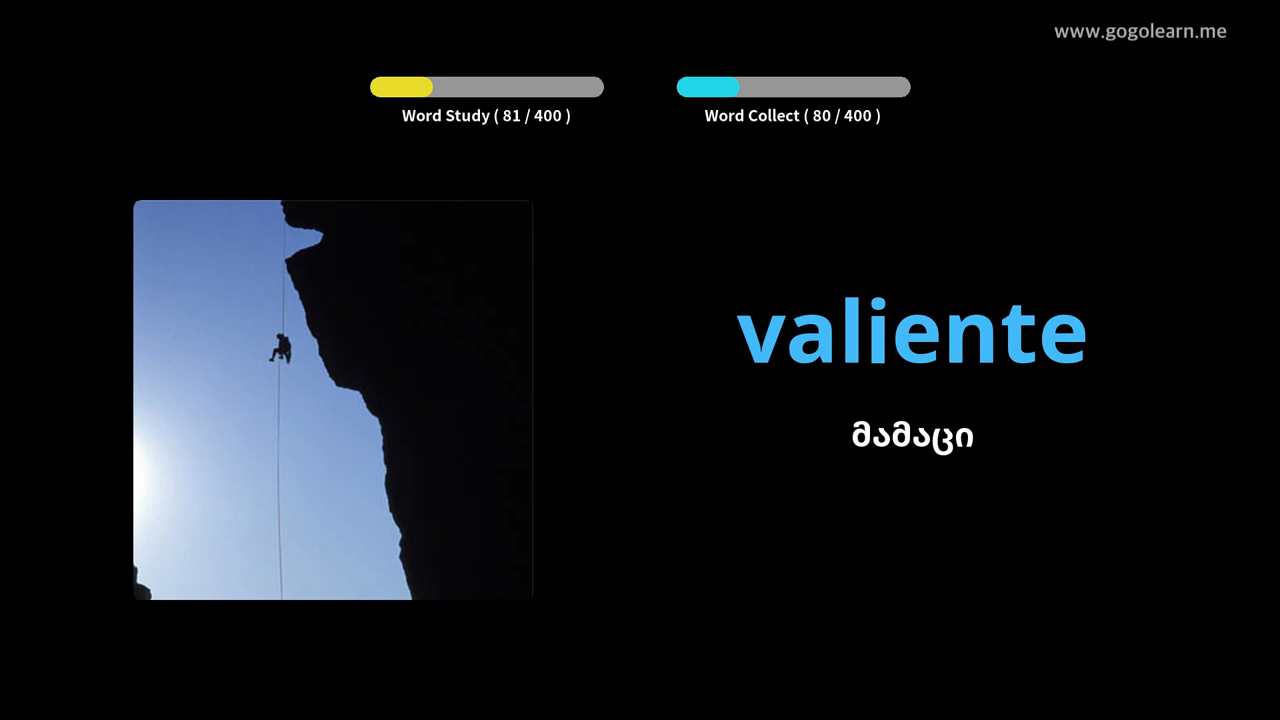 www.gogolearn.me
Word Study ( 81 / 400 )
Word Collect ( 80 / 400 )
valiente
მამაცი